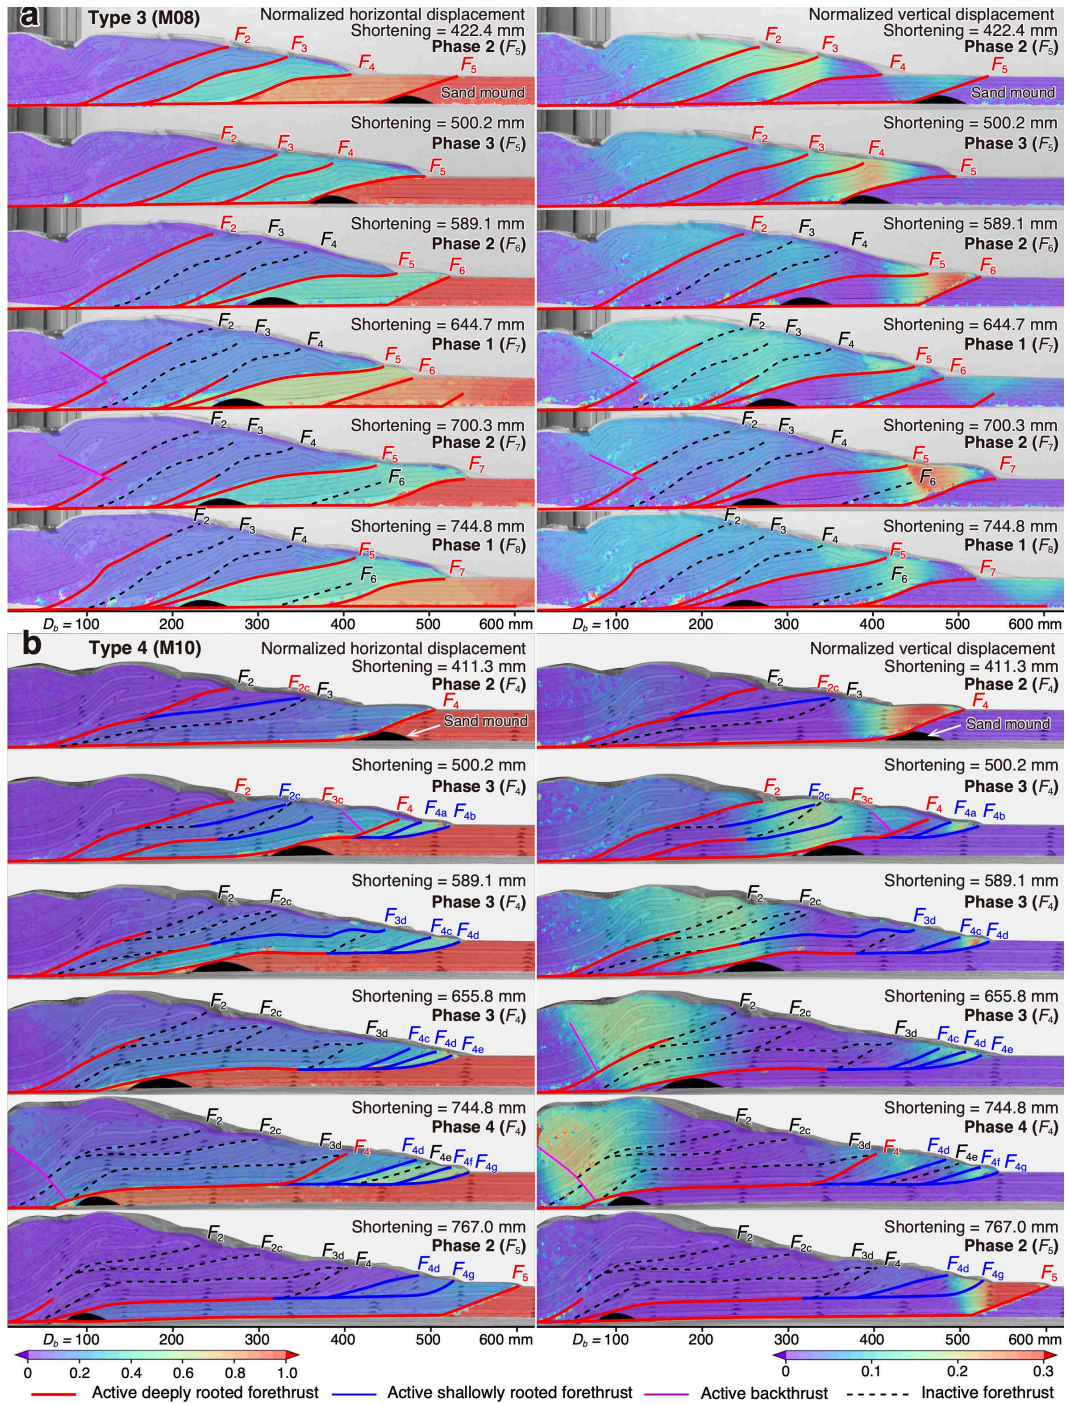 a Type 3 (M08) Normalized horizontal displacement Normalized vertical displacement
Shortening = 422.4 mm Shortening = 422.4 mm
Phase 2 (F5) Phase 2 (F5)
F2 F3 F4 F5 F2 F3 F4 F5
Sand mound Sand mound
Shortening = 500.2 mm Shortening = 500.2 mm
Phase 3 (F5) Phase 3 (F5)
F2 F3 F4 F5 F2 F3 F4 F5
Shortening = 589.1 mm Shortening = 589.1 mm
Phase 2 (F6) Phase 2 (F6)
F2 F3 F4 F5 F6 F2 F3 F4 F5 F6
Shortening = 644.7 mm Shortening = 644.7 mm
Phase 1 (F7) Phase 1 (F7)
F2 F3 F4 F5 F6 F2 F3 F4 F5 F6
Shortening = 700.3 mm Shortening = 700.3 mm
Phase 2 (F7) Phase 2 (F7)
F2 F3 F4 F5 F6 F7 F2 F3 F4 F5 F6 F7
Shortening = 744.8 mm Shortening = 744.8 mm
Phase 1 (F8) Phase 1 (F8)
F2 F3 F4 F5 F6 F7 F2 F3 F4 F5 F6 F7
Db = 100 200 300 400 500 600 mm Db = 100 200 300 400 500 600 mm
b Type 4 (M10) Normalized horizontal displacement Normalized vertical displacement
Shortening = 411.3 mm Shortening = 411.3 mm
Phase 2 (F4) Phase 2 (F4)
F2 F2c F3 F4 F2 F2c F3 F4
Sand mound Sand mound
Shortening = 500.2 mm Shortening = 500.2 mm
Phase 3 (F4) Phase 3 (F4)
F2 F2c F3c F4 F4a F4b F2 F2c F3c F4 F4a F4b
Shortening = 589.1 mm Shortening = 589.1 mm
Phase 3 (F4) Phase 3 (F4)
F2 F2c F3d F4c F4d F2 F2c F3d F4c F4d
Shortening = 655.8 mm Shortening = 655.8 mm
Phase 3 (F4) Phase 3 (F4)
F2 F2c F3d F4c F4d F4e F2 F2c F3d F4c F4d F4e
Shortening = 744.8 mm Shortening = 744.8 mm
Phase 4 (F4) Phase 4 (F4)
F2 F2c F3d F4 F4d F4e F4f F4g F2 F2c F3d F4 F4d F4e F4f F4g
Shortening = 767.0 mm Shortening = 767.0 mm
Phase 2 (F5) Phase 2 (F5)
F2 F2c F3d F4 F4d F4g F5 F2 F2c F3d F4 F4d F4g F5
Db = 100 200 300 400 500 600 mm Db = 100 200 300 400 500 600 mm
0 0.2 0.4 0.6 0.8 1.0 0 0.1 0.2 0.3
Active deeply rooted forethrust Active shallowly rooted forethrust Active backthrust Inactive forethrust